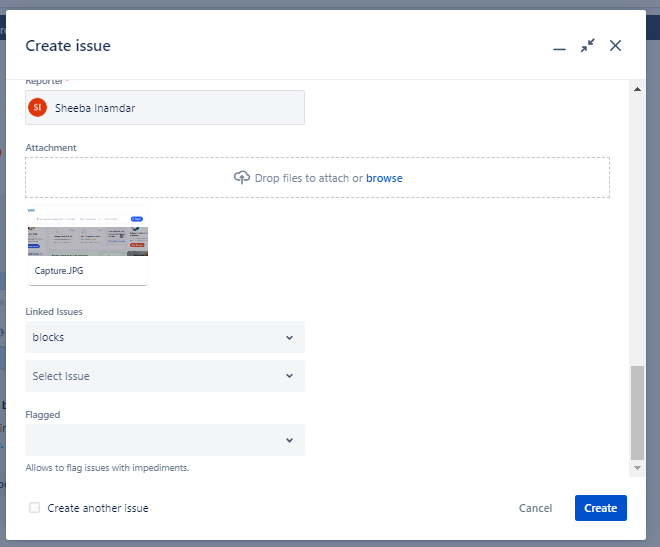 Create issue
Reporter *
SI
Sheeba Inamdar
Attachment
Drop files to attach or browse
Capture.JPG
Linked Issues
blocks
Select Issue
Flagged
Allows to flag issues with impediments.
Create another issue
Cancel
Create